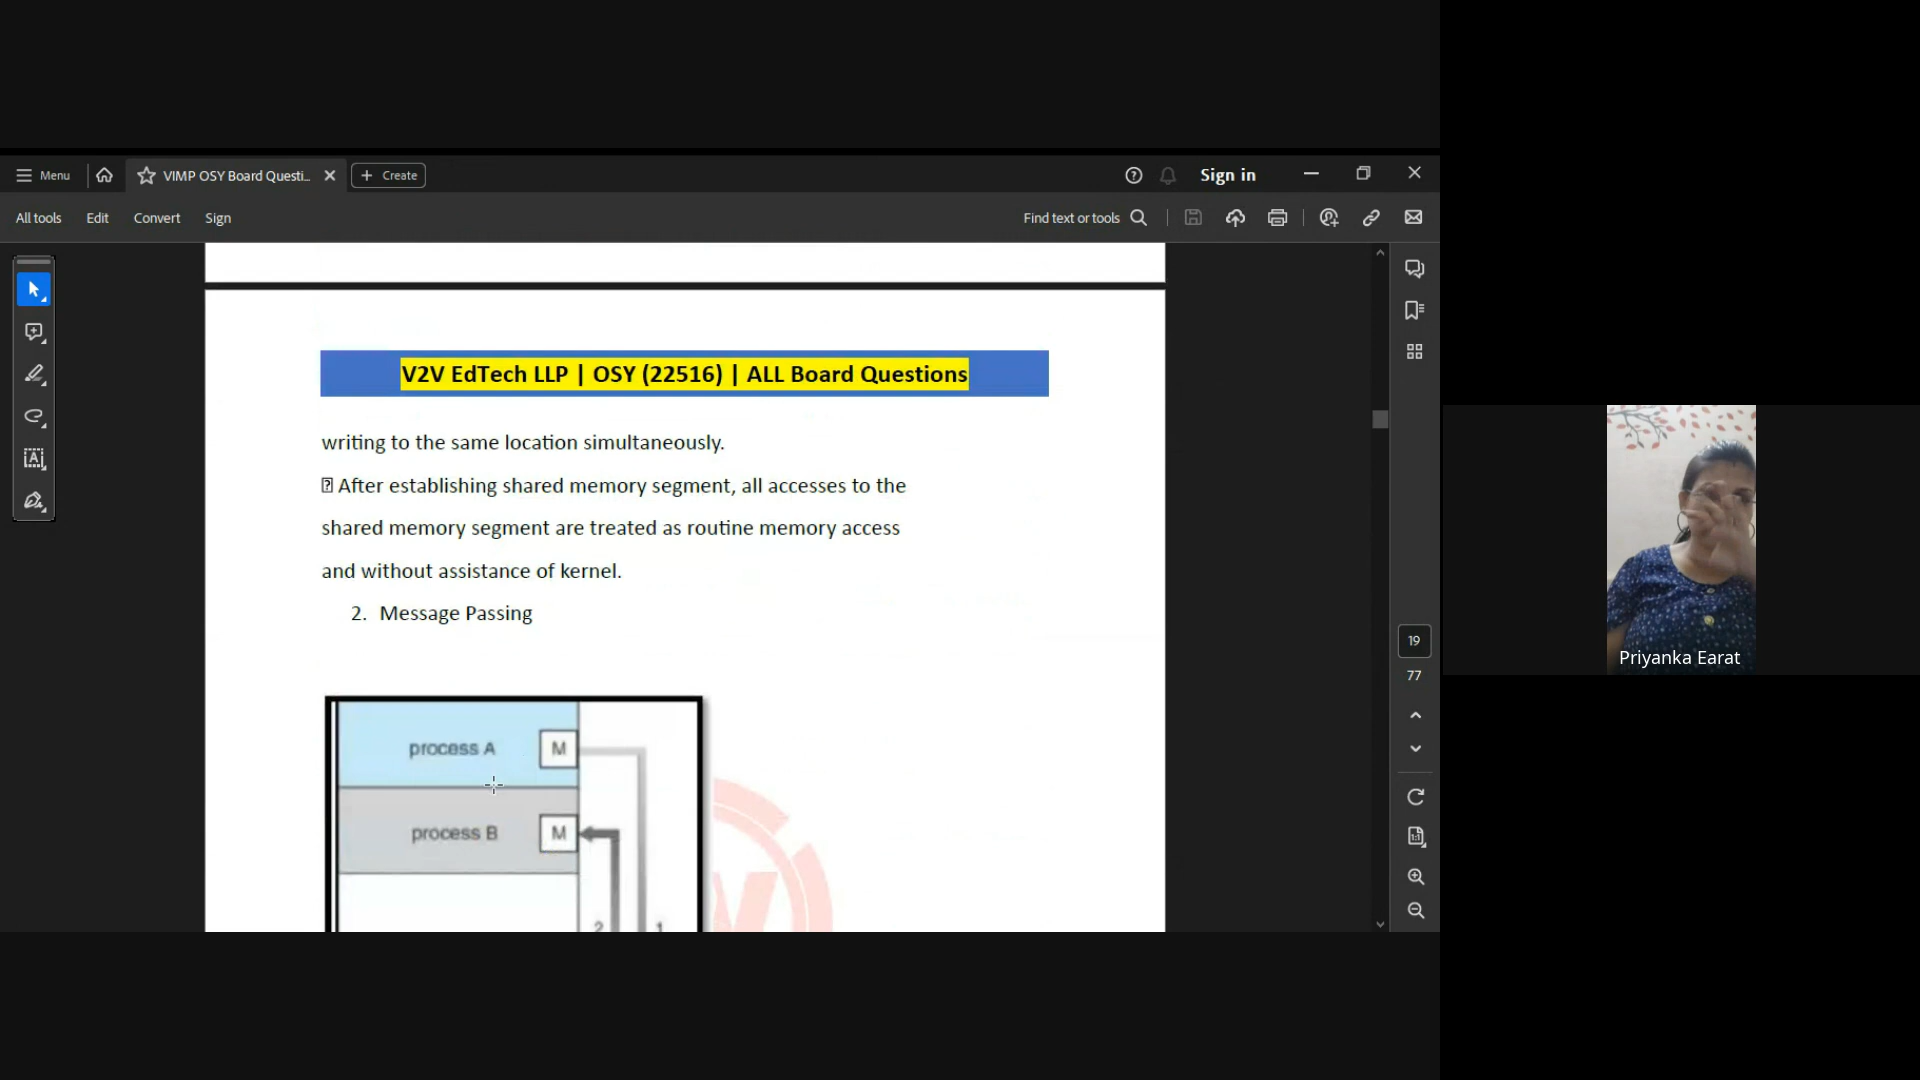 Menu
VIMP OSY Board Questi...
Create
Sign in
All tools
Edit
Convert
Sign
Find text or tools
V2V EdTech LLP | OSY (22516) | ALL Board Questions
writing to the same location simultaneously.
After establishing shared memory segment, all accesses to the
shared memory segment are treated as routine memory access
and without assistance of kernel.
2. Message Passing
process A
M
process B
M
2
1
19
77
Priyanka Earat